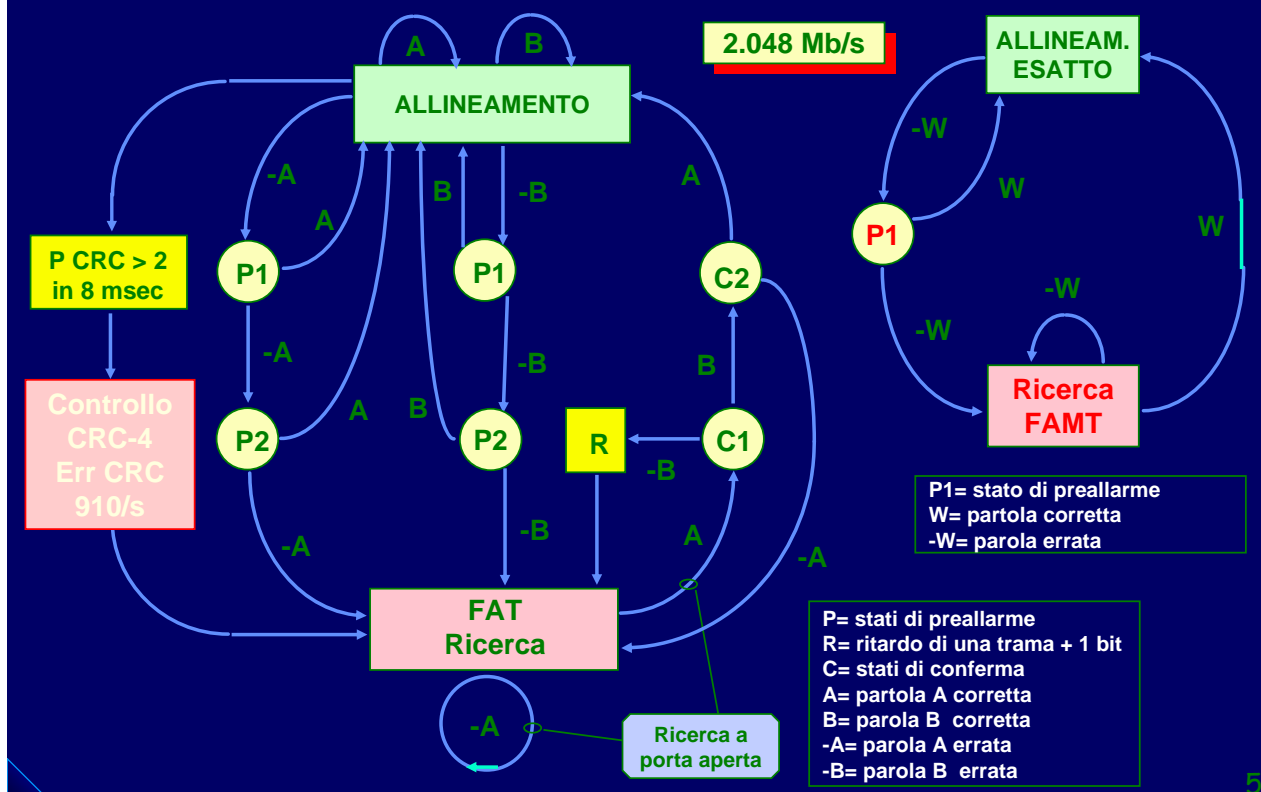 A
B
2.048 Mb/s
ALLINEAM.
ESATTO
ALLINEAMENTO
-W
-A
A
B
-B
A
W
W
P1
P CRC > 2
in 8 msec
P1
P1
C2
-W
-A
-B
B
-W
Controllo
CRC-4
Err CRC
910/s
A
B
P2
P2
R
C1
-B
Ricerca
FAMT
-A
-B
A
-A
P1= stato di preallarme
W= partola corretta
-W= parola errata
FAT
Ricerca
P= stati di preallarme
R= ritardo di una trama + 1 bit
C= stati di conferma
A= partola A corretta
B= parola B corretta
-A= parola A errata
-B= parola B errata
-A
Ricerca a
porta aperta
5